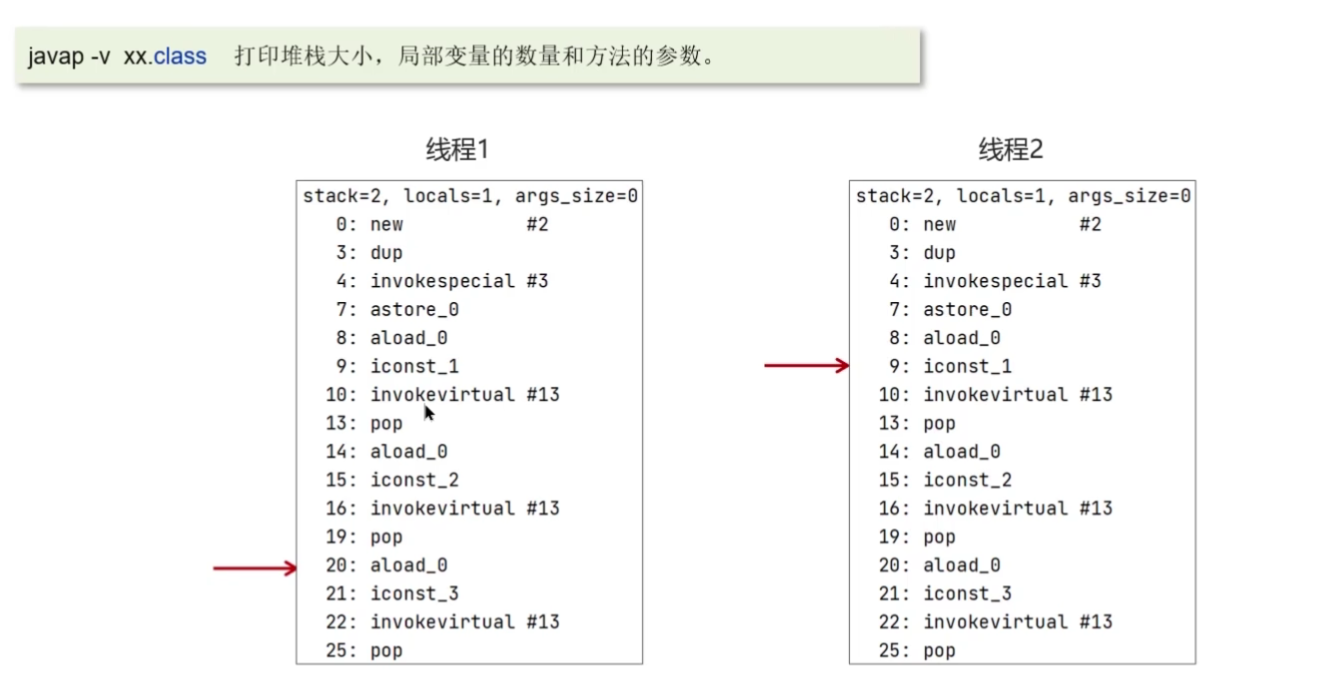 javap -v  xx.class    打印堆栈大小，局部变量的数量和方法的参数。
线程1
stack=2, locals=1, args_size=0
0: new #2
3: dup
4: invokespecial #3
7: astore_0
8: aload_0
9: iconst_1
10: invokevirtual #13
13: pop
14: aload_0
15: iconst_2
16: invokevirtual #13
19: pop
20: aload_0
21: iconst_3
22: invokevirtual #13
25: pop
线程2
stack=2, locals=1, args_size=0
0: new #2
3: dup
4: invokespecial #3
7: astore_0
8: aload_0
9: iconst_1
10: invokevirtual #13
13: pop
14: aload_0
15: iconst_2
16: invokevirtual #13
19: pop
20: aload_0
21: iconst_3
22: invokevirtual #13
25: pop